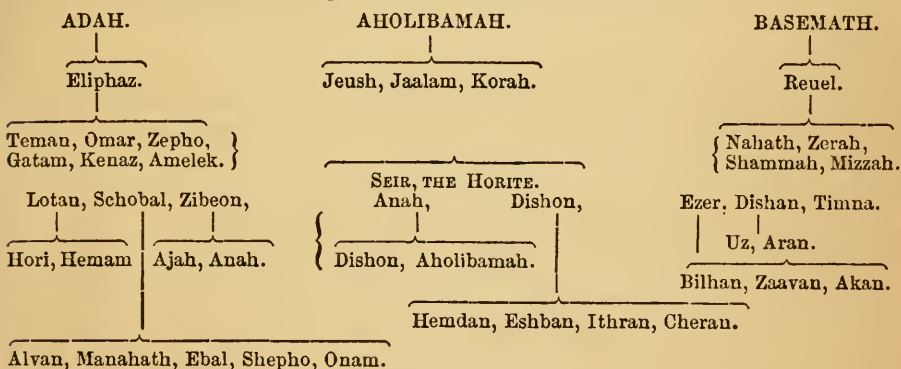 ADAH. AHOLIBAMAH. BASEMATH.
Eliphaz. Jeush, Jaalam, Korah. Reuel.
Teman, Omar, Zepho, Nahath, Zerah,
Gatam, Kenaz, Amelek. Shammah, Mizzah.
SEIR, THE HORITE.
Lotan, Schobal, Zibeon, Anah, Dishon, Ezer, Dishan, Timna.
Uz, Aran.
Hori, Hemam Ajah, Anah. Dishon, Aholibamah.
Bilhan, Zaavan, Akan.
Hemdan, Eshban, Ithran, Cheran.
Alvan, Manahath, Ebal, Shepho, Onam.